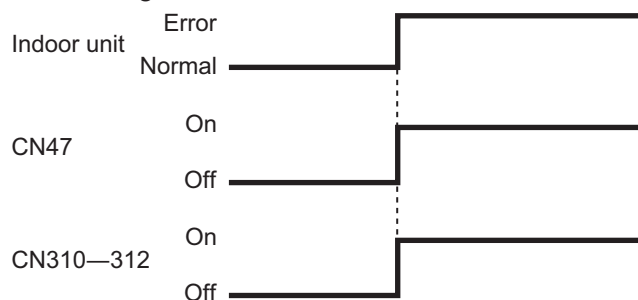 Error
Indoor unit
Normal
On
CN47
Off
On
CN310—312
Off